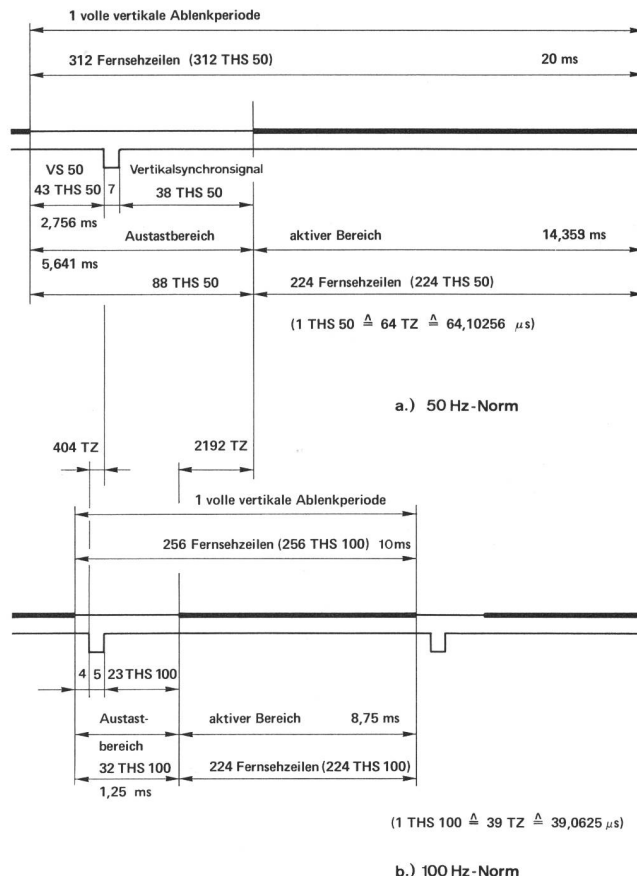 1 volle vertikale Ablenkperiode
312 Fernsehzeilen (312 THS 50) 20 ms
VS 50 Vertikalsynchronsignal
43 THS 50 7 38 THS 50
2,756 ms
Austastbereich aktiver Bereich 14,359 ms
5,641 ms
88 THS 50 224 Fernsehzeilen (224 THS 50)
(1 THS 50 ≙ 64 TZ ≙ 64,10256 μs)
a.) 50 Hz-Norm
404 TZ 2192 TZ
1 volle vertikale Ablenkperiode
256 Fernsehzeilen (256 THS 100) 10ms
4 5 23 THS 100
Austast- aktiver Bereich 8,75 ms
bereich
32 THS 100 224 Fernsehzeilen (224 THS 100)
1,25 ms
(1 THS 100 ≙ 39 TZ ≙ 39,0625 μs)
b.) 100 Hz-Norm